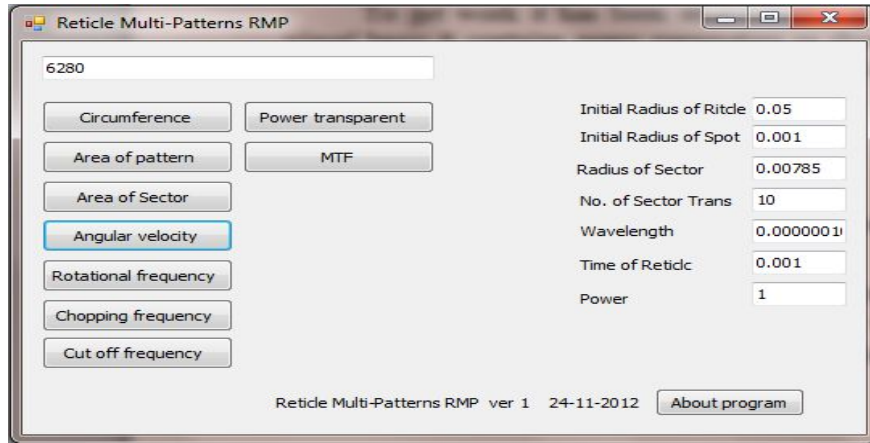 Reticle Multi-Patterns RMP
6280
Circumference
Power transparent
Area of pattern
MTF
Area of Sector
Angular velocity
Rotational frequency
Chopping frequency
Cut off frequency
Initial Radius of Ritcle 0.05
Initial Radius of Spot 0.001
Radius of Sector 0.00785
No. of Sector Trans 10
Wavelength 0.0000001
Time of Reticlc 0.001
Power 1
Reticle Multi-Patterns RMP ver 1 24-11-2012 About program